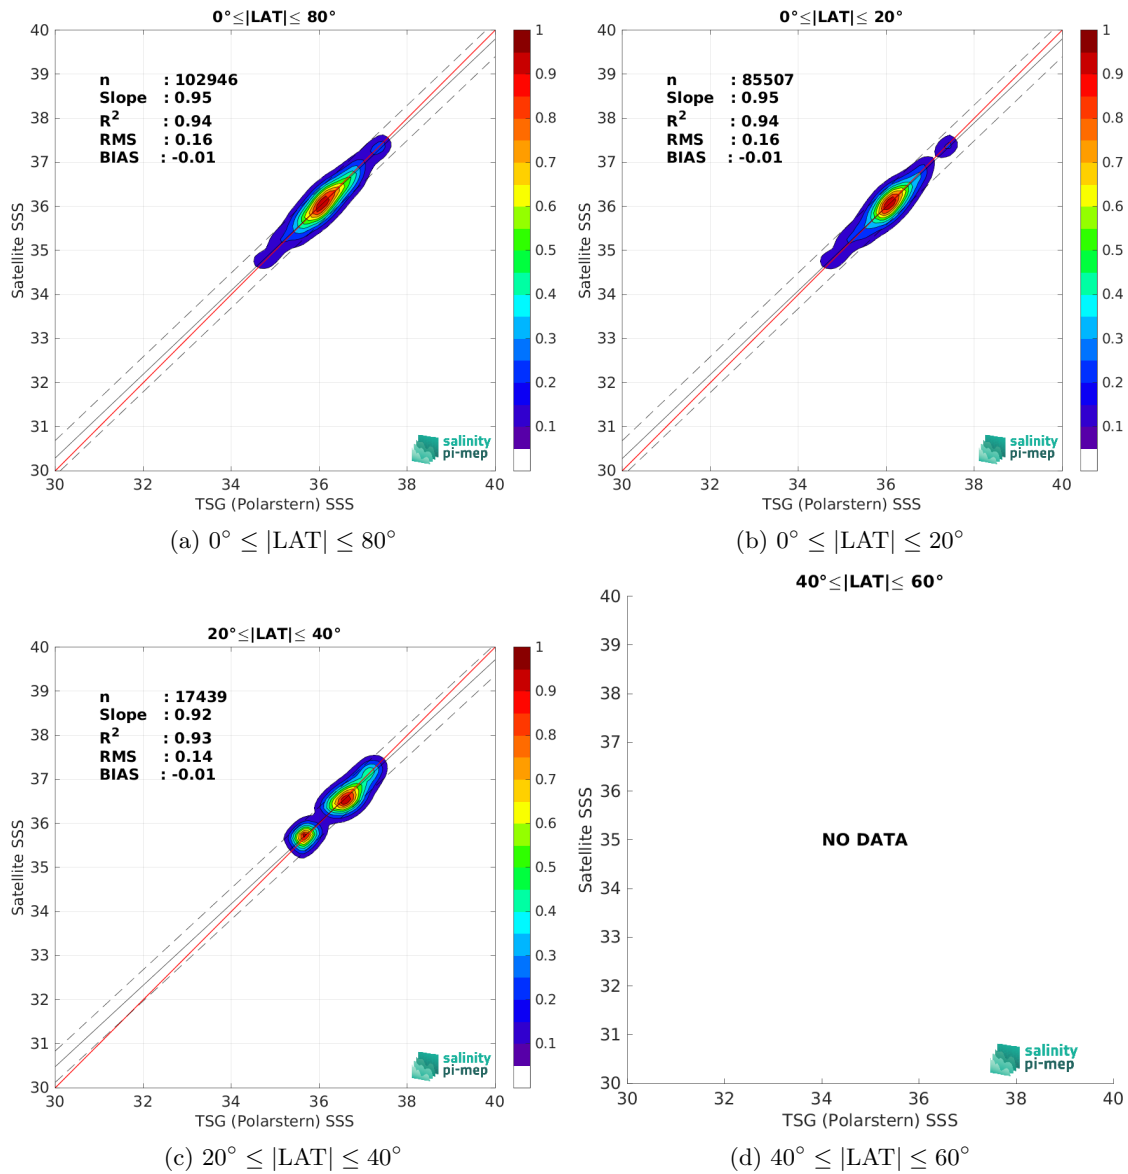 0°≤|LAT|≤ 80°
40
39
38
37
36
35
34
33
32
31
30
Satellite SSS
n : 102946
Slope : 0.95
R² : 0.94
RMS : 0.16
BIAS : -0.01
1
0.9
0.8
0.7
0.6
0.5
0.4
0.3
0.2
0.1
salinity
pi-mep
30 32 34 36 38 40
TSG (Polarstern) SSS
(a) 0° ≤ |LAT| ≤ 80°
0°≤|LAT|≤ 20°
40
39
38
37
36
35
34
33
32
31
30
Satellite SSS
n : 85507
Slope : 0.95
R² : 0.94
RMS : 0.16
BIAS : -0.01
1
0.9
0.8
0.7
0.6
0.5
0.4
0.3
0.2
0.1
salinity
pi-mep
30 32 34 36 38 40
TSG (Polarstern) SSS
(b) 0° ≤ |LAT| ≤ 20°
20°≤|LAT|≤ 40°
40
39
38
37
36
35
34
33
32
31
30
Satellite SSS
n : 17439
Slope : 0.92
R² : 0.93
RMS : 0.14
BIAS : -0.01
1
0.9
0.8
0.7
0.6
0.5
0.4
0.3
0.2
0.1
salinity
pi-mep
30 32 34 36 38 40
TSG (Polarstern) SSS
(c) 20° ≤ |LAT| ≤ 40°
40°≤|LAT|≤ 60°
40
39
38
37
36
35
34
33
32
31
30
Satellite SSS
NO DATA
salinity
pi-mep
30 32 34 36 38 40
TSG (Polarstern) SSS
(d) 40° ≤ |LAT| ≤ 60°